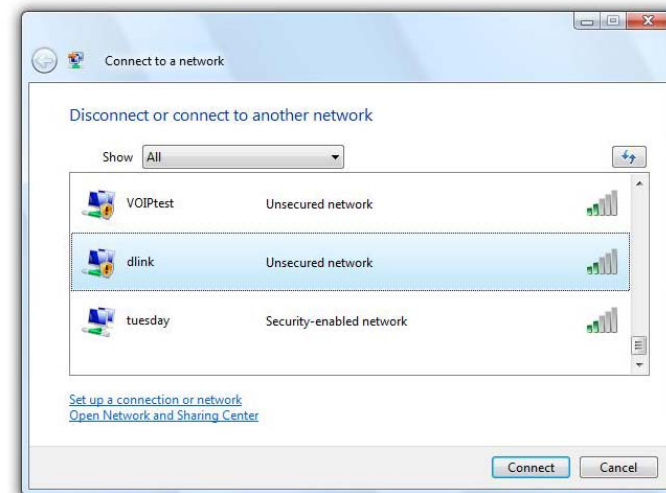 Connect to a network
Disconnect or connect to another network
Show All
VOIPtest Unsecured network
dlink Unsecured network
tuesday Security-enabled network
Set up a connection or network
Open Network and Sharing Center
Connect Cancel